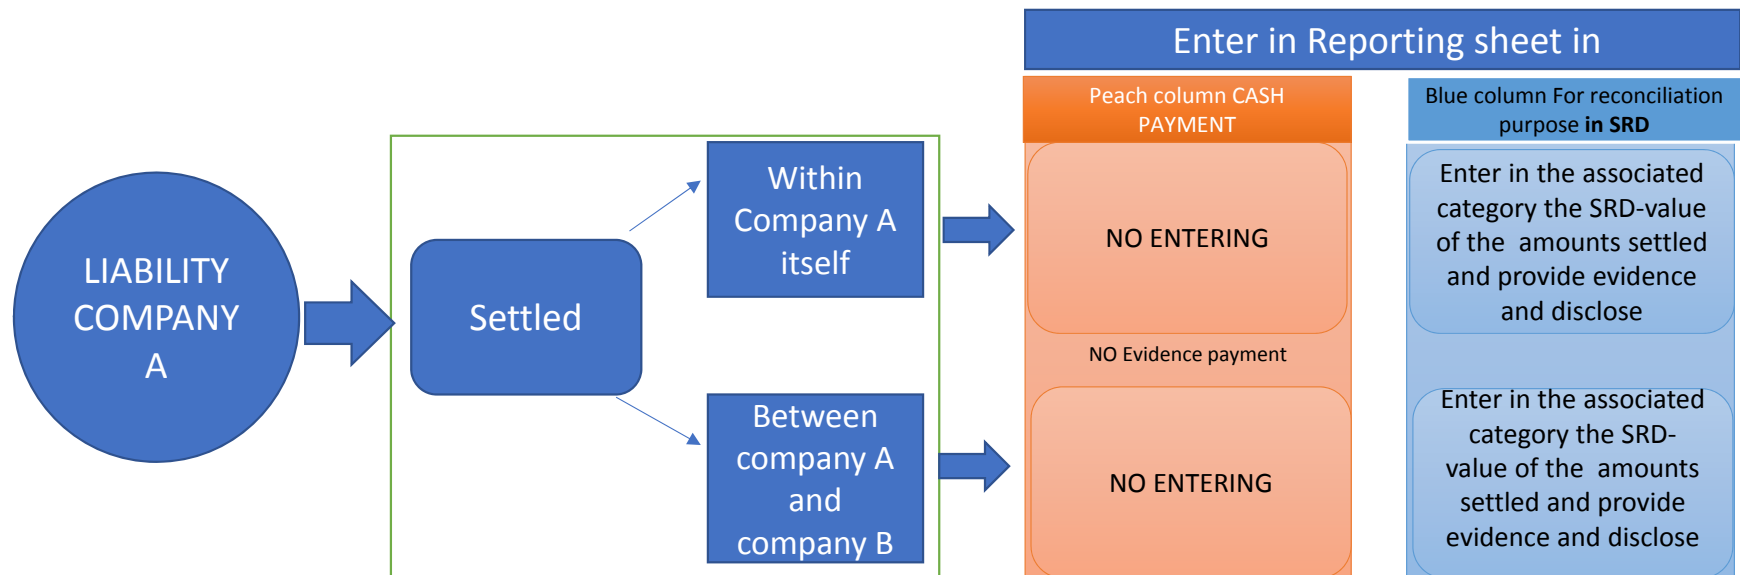 Enter in Reporting sheet in
Peach column CASH
PAYMENT
Blue column For reconciliation
purpose in SRD
LIABILITY
COMPANY
A
Settled
Within
Company A
itself
NO ENTERING
Enter in the associated
category the SRD-value
of the amounts settled
and provide evidence
and disclose
NO Evidence payment
Between
company A
and
company B
NO ENTERING
Enter in the associated
category the SRD-
value of the amounts
settled and provide
evidence and disclose